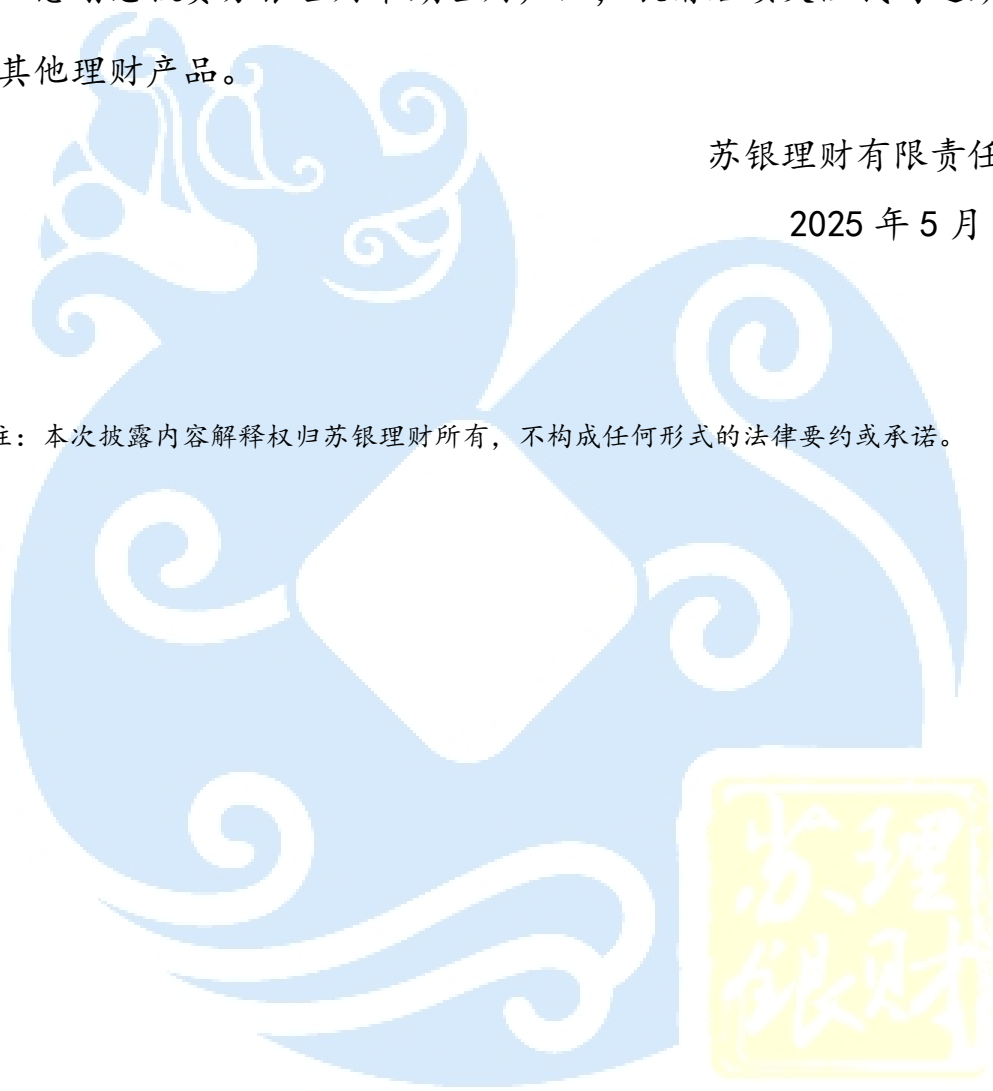 其他理财产品。
苏银理财有限责任
2025 年 5 月
注：本次披露内容解释权归苏银理财所有，不构成任何形式的法律要约或承诺。
苏理
银财